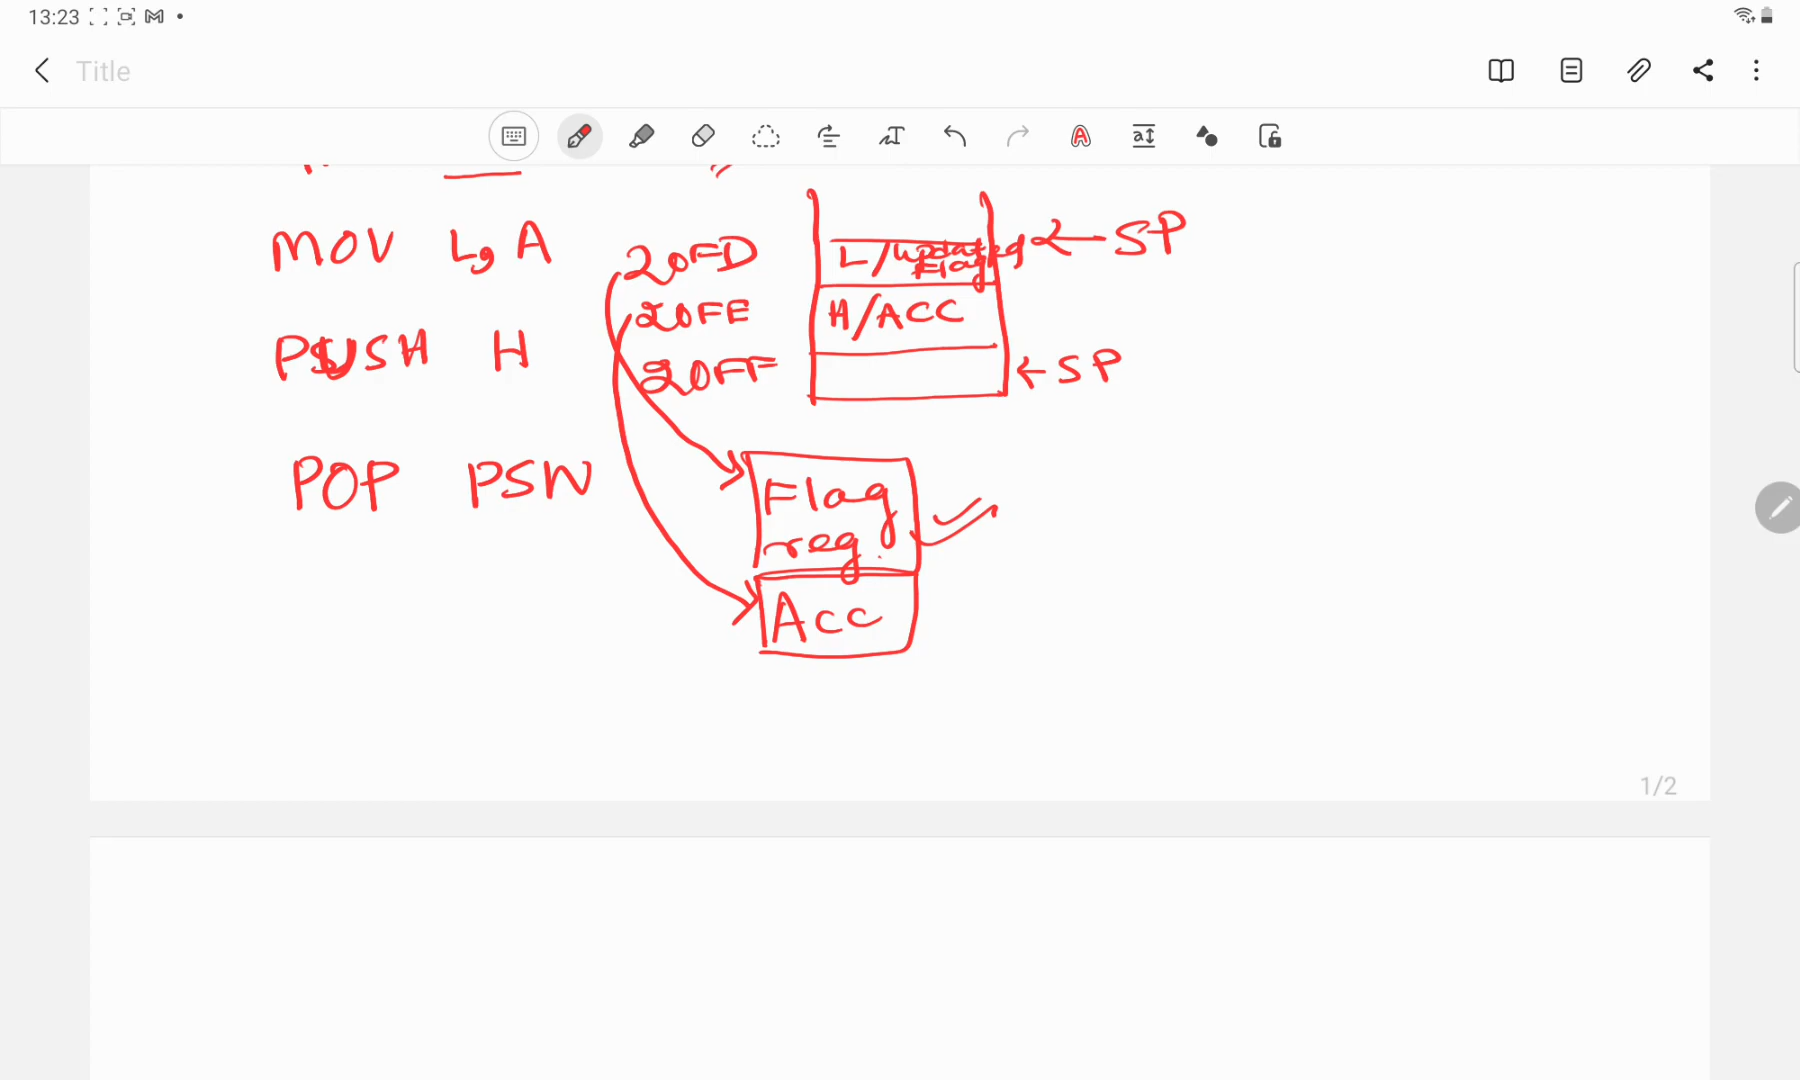 13:23
Title
MOV L, A
20FD L/updated Flag ← SP
PUSH H
20FE H/ACC
20FF ← SP
POP PSW
Flag
reg.
Acc
1/2